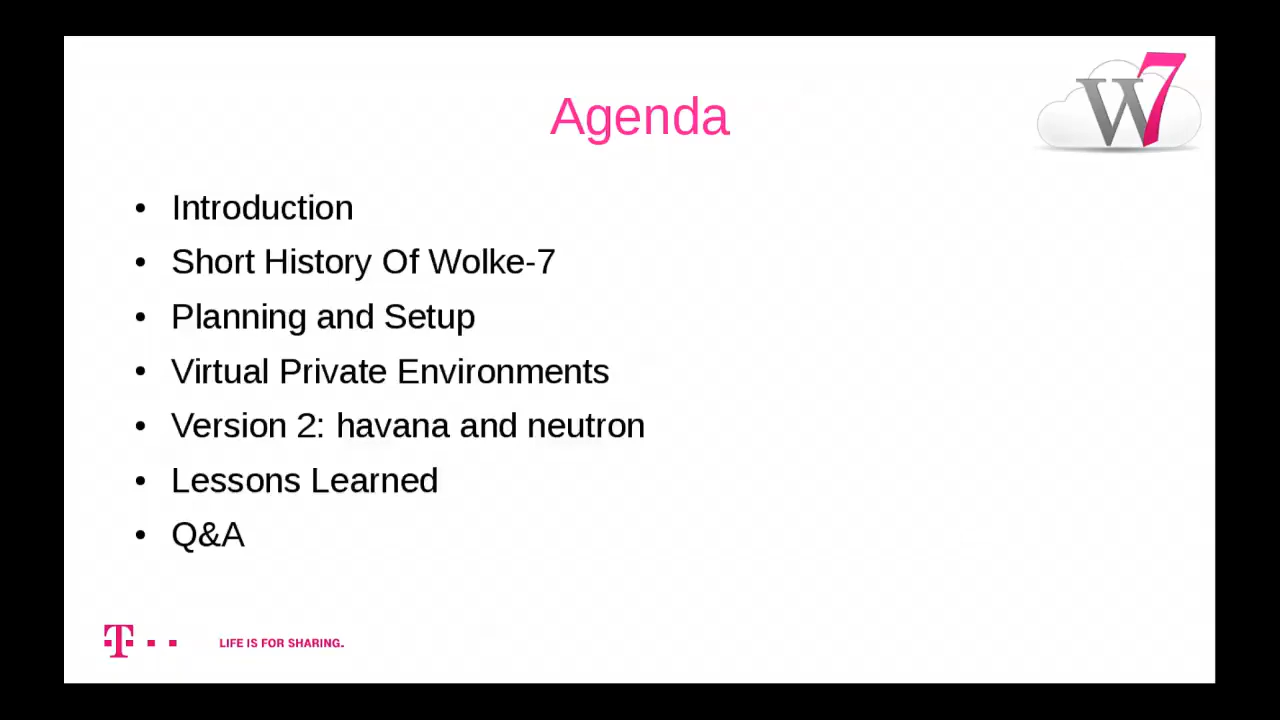 W7
Agenda
• Introduction
• Short History Of Wolke-7
• Planning and Setup
• Virtual Private Environments
• Version 2: havana and neutron
• Lessons Learned
• Q&A
T
LIFE IS FOR SHARING.